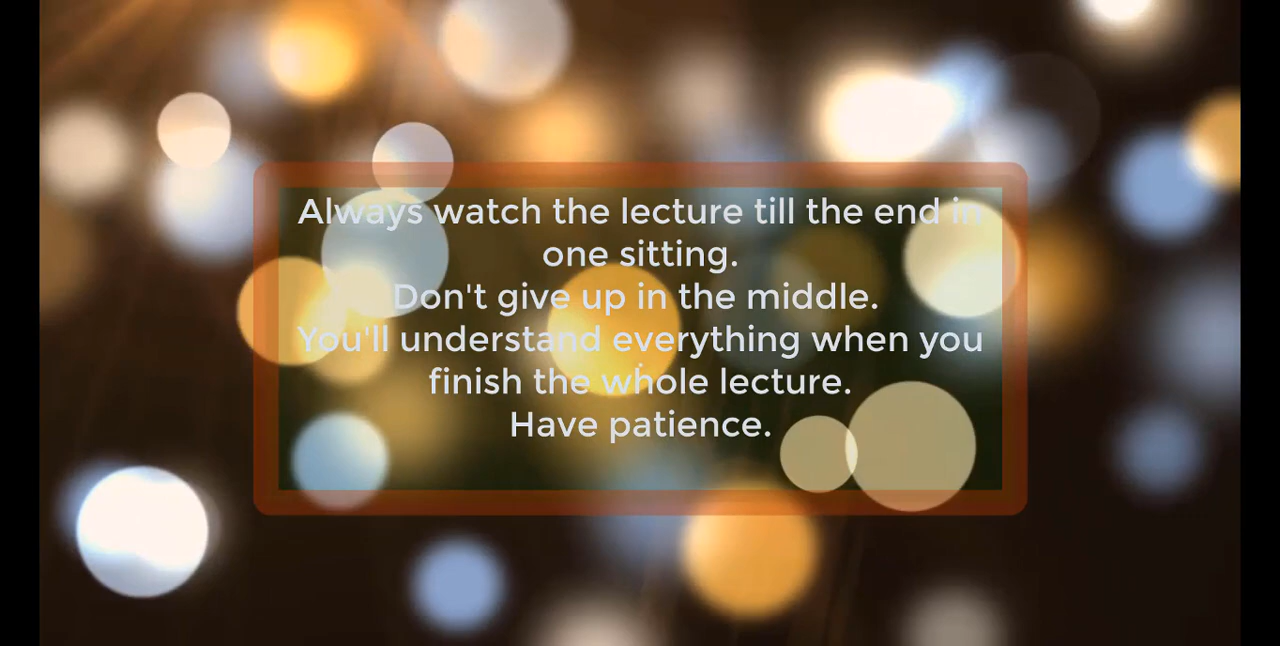 Always watch the lecture till the end in
one sitting.
Don't give up in the middle.
You'll understand everything when you
finish the whole lecture.
Have patience.